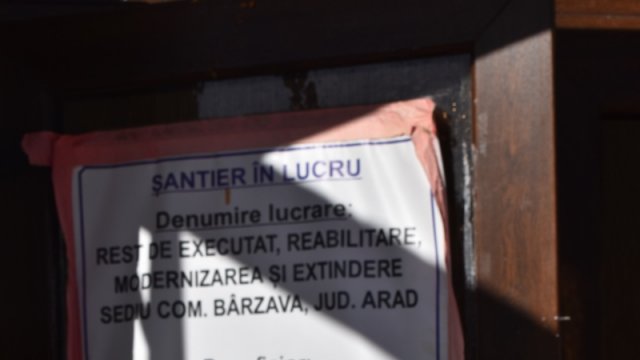 ȘANTIER ÎN LUCRU
Denumire lucrare:
REST DE EXECUTAT, REABILITARE,
MODERNIZAREA ȘI EXTINDERE
SEDIU COM. BÂRZAVA, JUD. ARAD